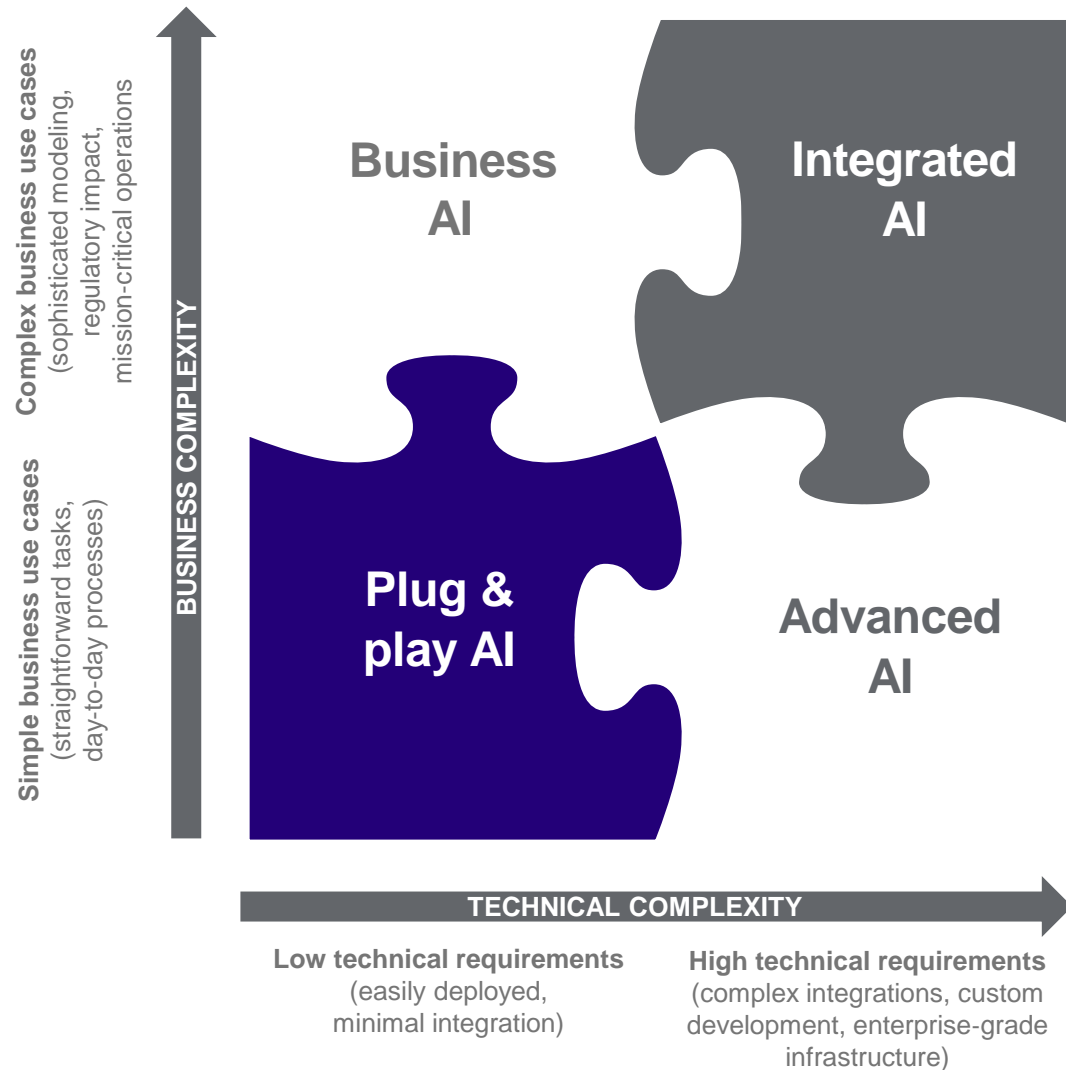 Complex business use cases
(sophisticated modeling,
regulatory impact,
mission-critical operations
Simple business use cases
(straightforward tasks,
day-to-day processes)
BUSINESS COMPLEXITY
Business
AI
Integrated
AI
Plug &
play AI
Advanced
AI
TECHNICAL COMPLEXITY
Low technical requirements
(easily deployed,
minimal integration)
High technical requirements
(complex integrations, custom
development, enterprise-grade
infrastructure)